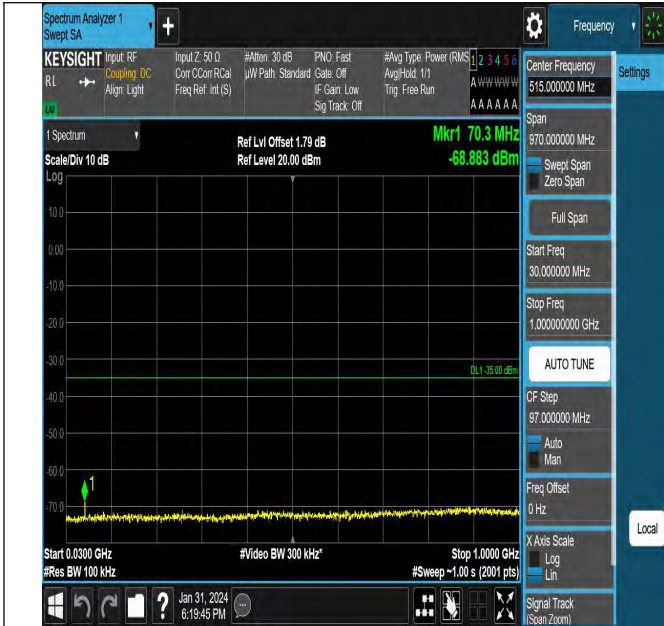 Spectrum Analyzer 1
Swept SA
Frequency
KEYSIGHT
RL
Input: RF
Coupling: DC
Align: Light
Input Z: 50 Ω
Corr CCorr RCal
Freq Ref: Int (S)
#Atten: 30 dB
µW Path: Standard
PNO: Fast
Gate: Off
IF Gain: Low
Sig Track: Off
#Avg Type: Power (RMS
Avg|Hold: 1/1
Trig: Free Run
1 2 3 4 5 6
A W W W W W
A A A A A A
1 Spectrum
Scale/Div 10 dB
Log
Ref Lvl Offset 1.79 dB
Ref Level 20.00 dBm
Mkr1 70.3 MHz
-68.883 dBm
10.0
0.00
-10.0
-20.0
-30.0
DL1 -35.00 dBm
-40.0
-50.0
-60.0
1
-70.0
Start 0.0300 GHz
#Res BW 100 kHz
#Video BW 300 kHz*
Stop 1.0000 GHz
#Sweep ~1.00 s (2001 pts)
Jan 31, 2024
6:19:45 PM
Center Frequency
515.000000 MHz
Settings
Span
970.000000 MHz
Swept Span
Zero Span
Full Span
Start Freq
30.000000 MHz
Stop Freq
1.000000000 GHz
AUTO TUNE
CF Step
97.000000 MHz
Auto
Man
Freq Offset
0 Hz
X Axis Scale
Log
Lin
Local
Signal Track
(Span Zoom)